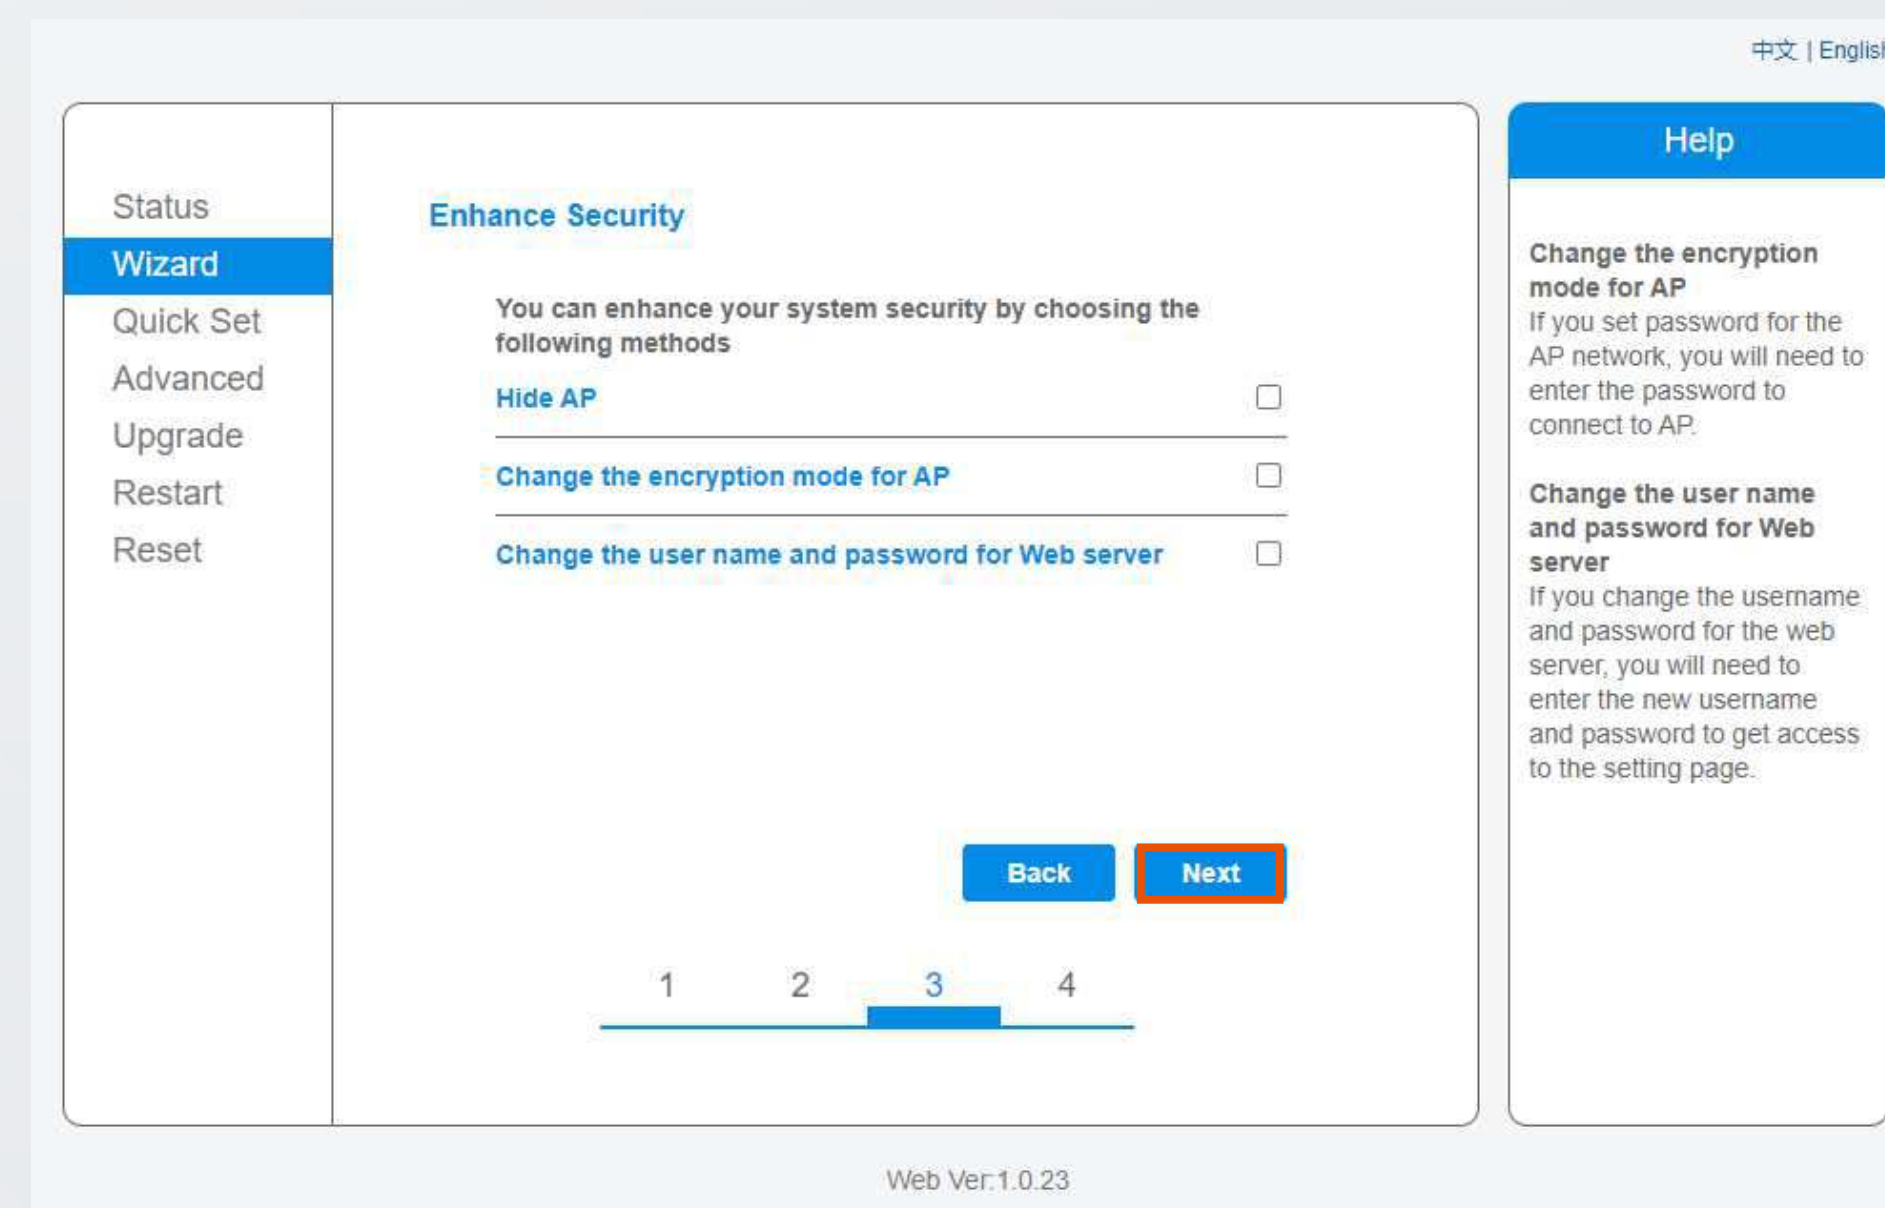 中文 | English
Status
Wizard
Quick Set
Advanced
Upgrade
Restart
Reset
Enhance Security
You can enhance your system security by choosing the
following methods
Hide AP
Change the encryption mode for AP
Change the user name and password for Web server
Back
Next
1 2 3 4
Help
Change the encryption
mode for AP
If you set password for the
AP network, you will need to
enter the password to
connect to AP.
Change the user name
and password for Web
server
If you change the username
and password for the web
server, you will need to
enter the new username
and password to get access
to the setting page.
Web Ver:1.0.23